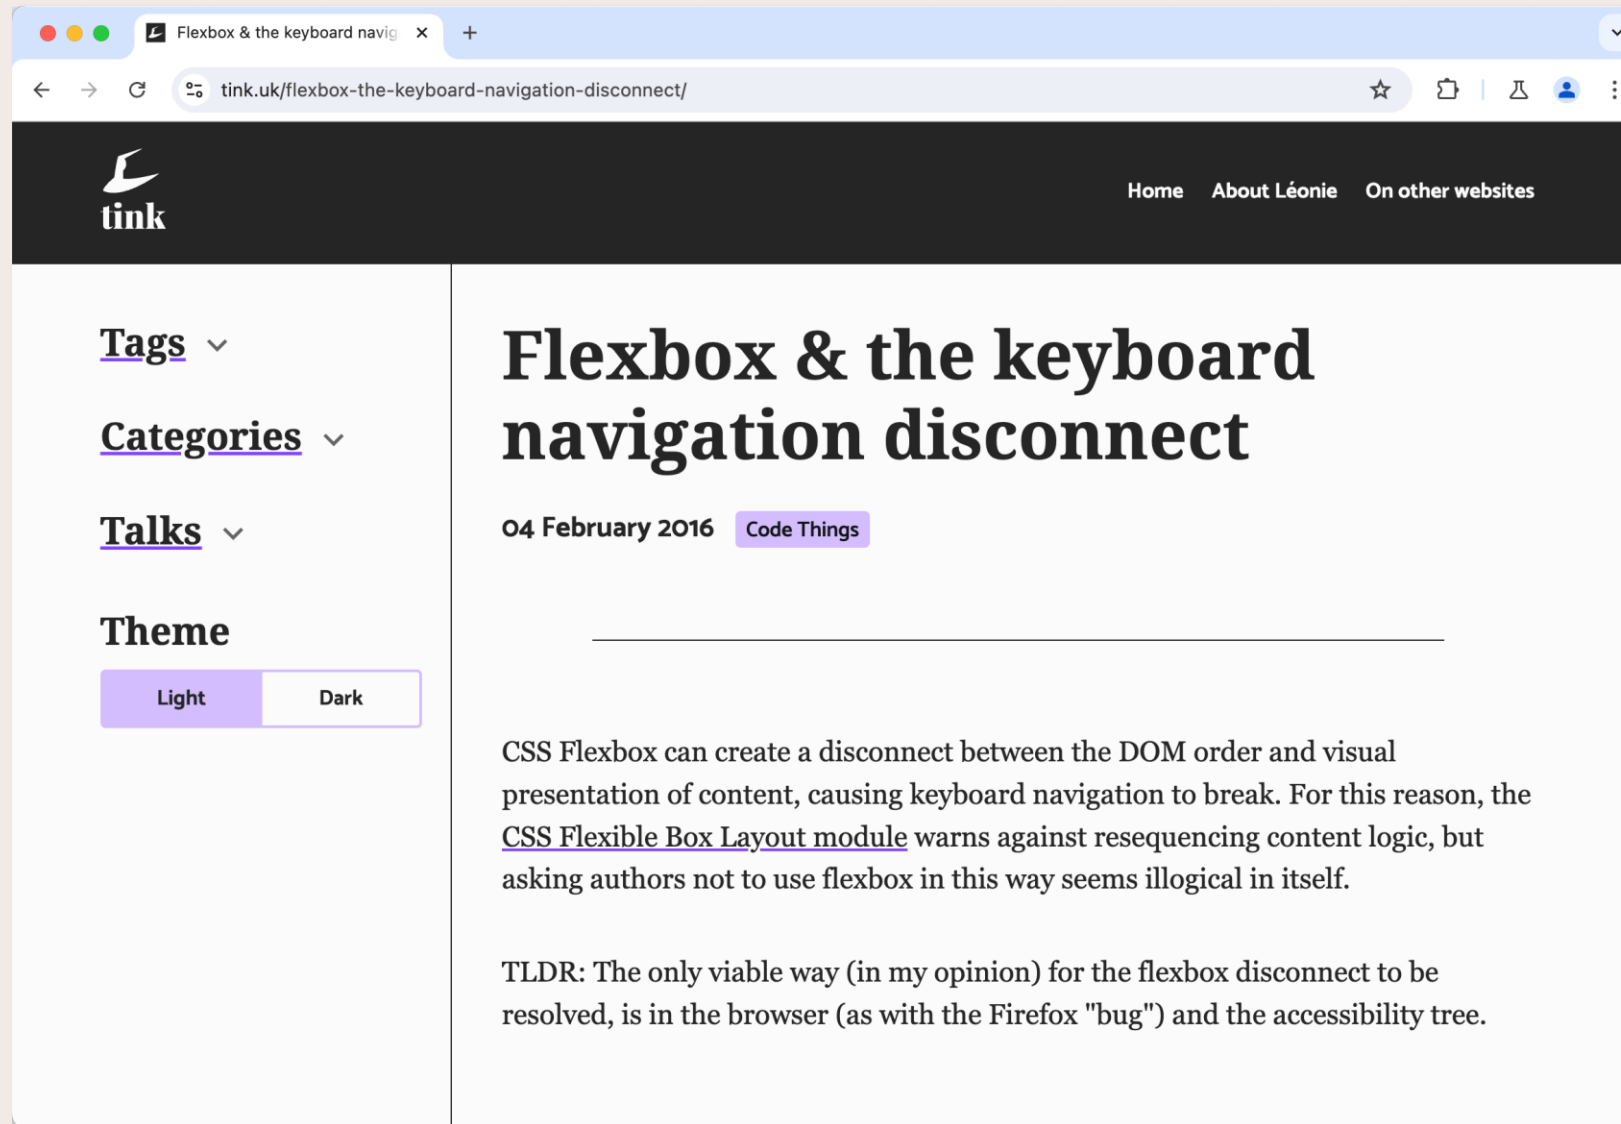 Flexbox & the keyboard navig
tink.uk/flexbox-the-keyboard-navigation-disconnect/
tink
Home About Léonie On other websites
Tags
Categories
Talks
Theme
Light Dark
Flexbox & the keyboard
navigation disconnect
04 February 2016 Code Things
CSS Flexbox can create a disconnect between the DOM order and visual
presentation of content, causing keyboard navigation to break. For this reason, the
CSS Flexible Box Layout module warns against resequencing content logic, but
asking authors not to use flexbox in this way seems illogical in itself.
TLDR: The only viable way (in my opinion) for the flexbox disconnect to be
resolved, is in the browser (as with the Firefox "bug") and the accessibility tree.